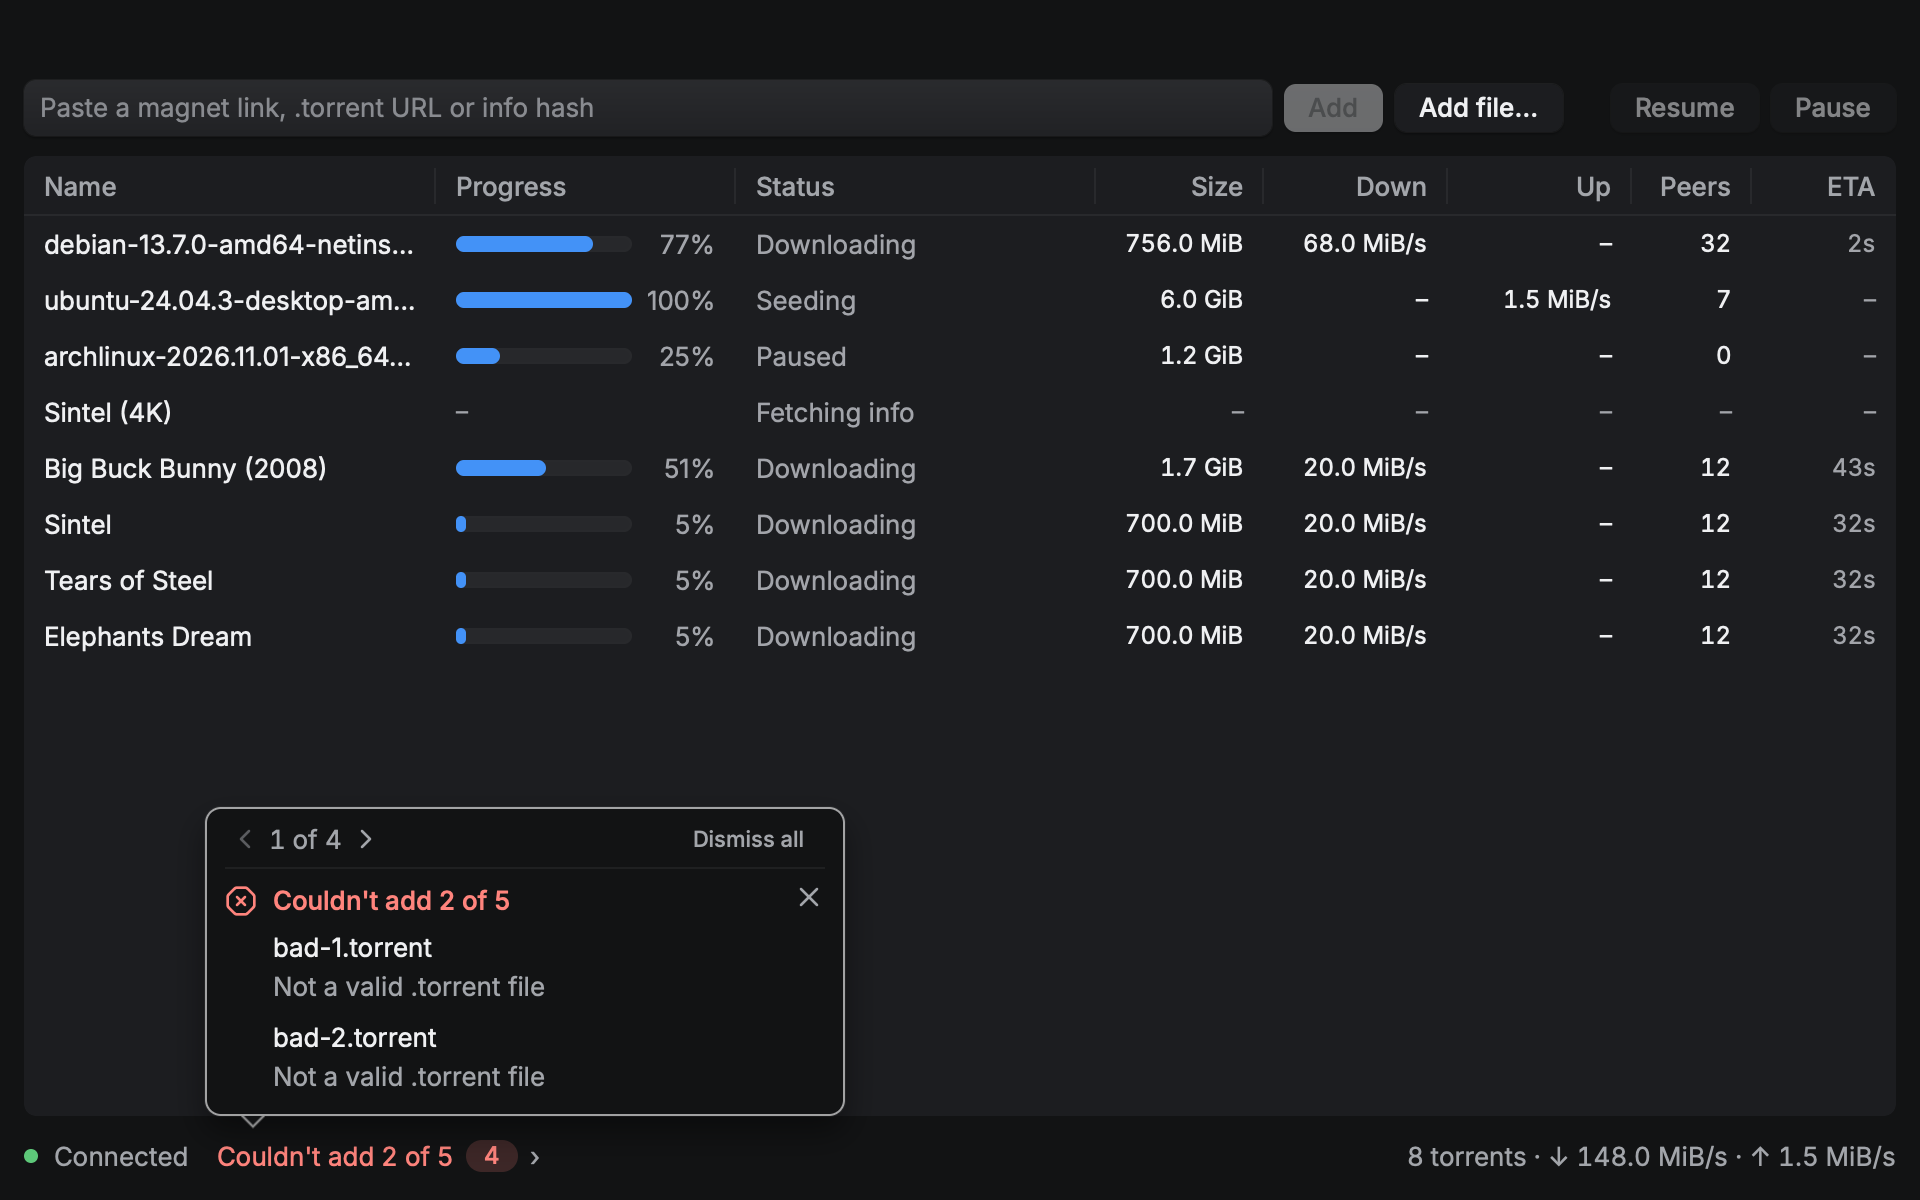 Paste a magnet link, .torrent URL or info hash Add Add file... Resume Pause
Name Progress Status Size Down Up Peers ETA
debian-13.7.0-amd64-netins... 77% Downloading 756.0 MiB 68.0 MiB/s – 32 2s
ubuntu-24.04.3-desktop-am... 100% Seeding 6.0 GiB – 1.5 MiB/s 7 –
archlinux-2026.11.01-x86_64... 25% Paused 1.2 GiB – – 0 –
Sintel (4K) – Fetching info – – – – –
Big Buck Bunny (2008) 51% Downloading 1.7 GiB 20.0 MiB/s – 12 43s
Sintel 5% Downloading 700.0 MiB 20.0 MiB/s – 12 32s
Tears of Steel 5% Downloading 700.0 MiB 20.0 MiB/s – 12 32s
Elephants Dream 5% Downloading 700.0 MiB 20.0 MiB/s – 12 32s
1 of 4 Dismiss all
Couldn't add 2 of 5
bad-1.torrent
Not a valid .torrent file
bad-2.torrent
Not a valid .torrent file
Connected Couldn't add 2 of 5 4 › 8 torrents · ↓ 148.0 MiB/s · ↑ 1.5 MiB/s